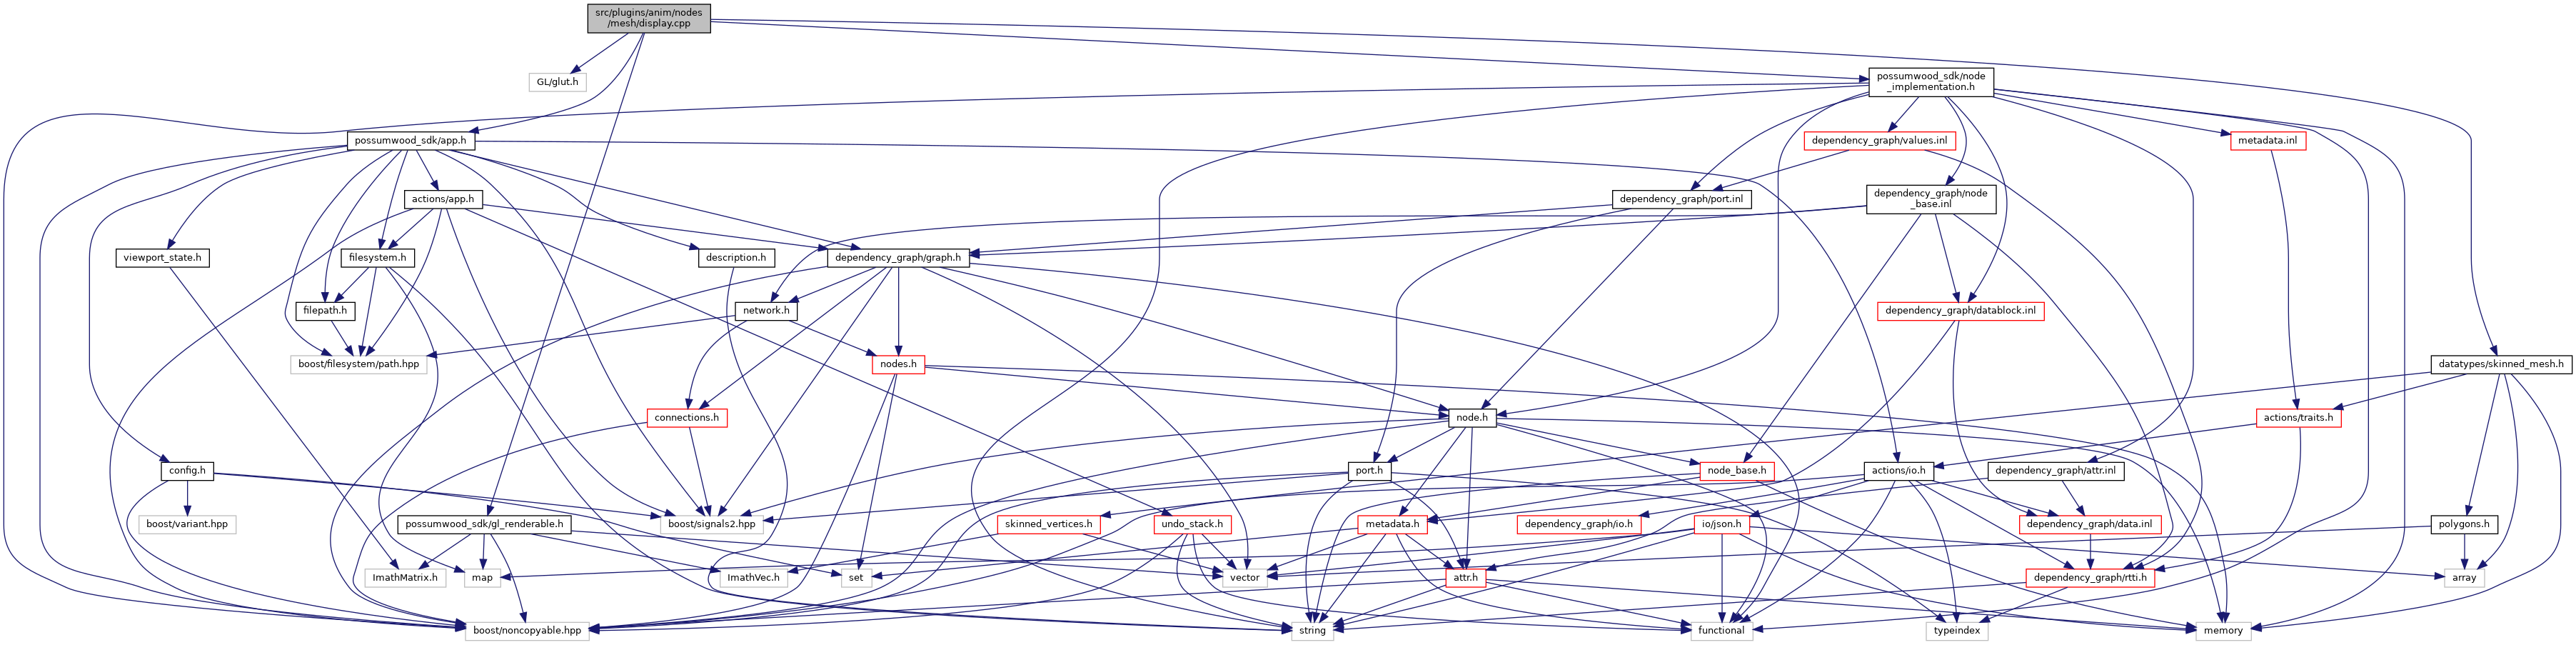 src/plugins/anim/nodes
/mesh/display.cpp
GL/glut.h
possumwood_sdk/node
_implementation.h
possumwood_sdk/app.h
dependency_graph/values.inl
metadata.inl
actions/app.h
dependency_graph/port.inl
dependency_graph/node
_base.inl
viewport_state.h
filesystem.h
description.h
dependency_graph/graph.h
filepath.h
network.h
dependency_graph/datablock.inl
boost/filesystem/path.hpp
nodes.h
datatypes/skinned_mesh.h
connections.h
node.h
actions/traits.h
config.h
port.h
node_base.h
actions/io.h
dependency_graph/attr.inl
boost/variant.hpp
possumwood_sdk/gl_renderable.h
boost/signals2.hpp
skinned_vertices.h
undo_stack.h
metadata.h
dependency_graph/io.h
io/json.h
dependency_graph/data.inl
polygons.h
ImathMatrix.h
map
ImathVec.h
set
vector
attr.h
dependency_graph/rtti.h
array
boost/noncopyable.hpp
string
functional
typeindex
memory